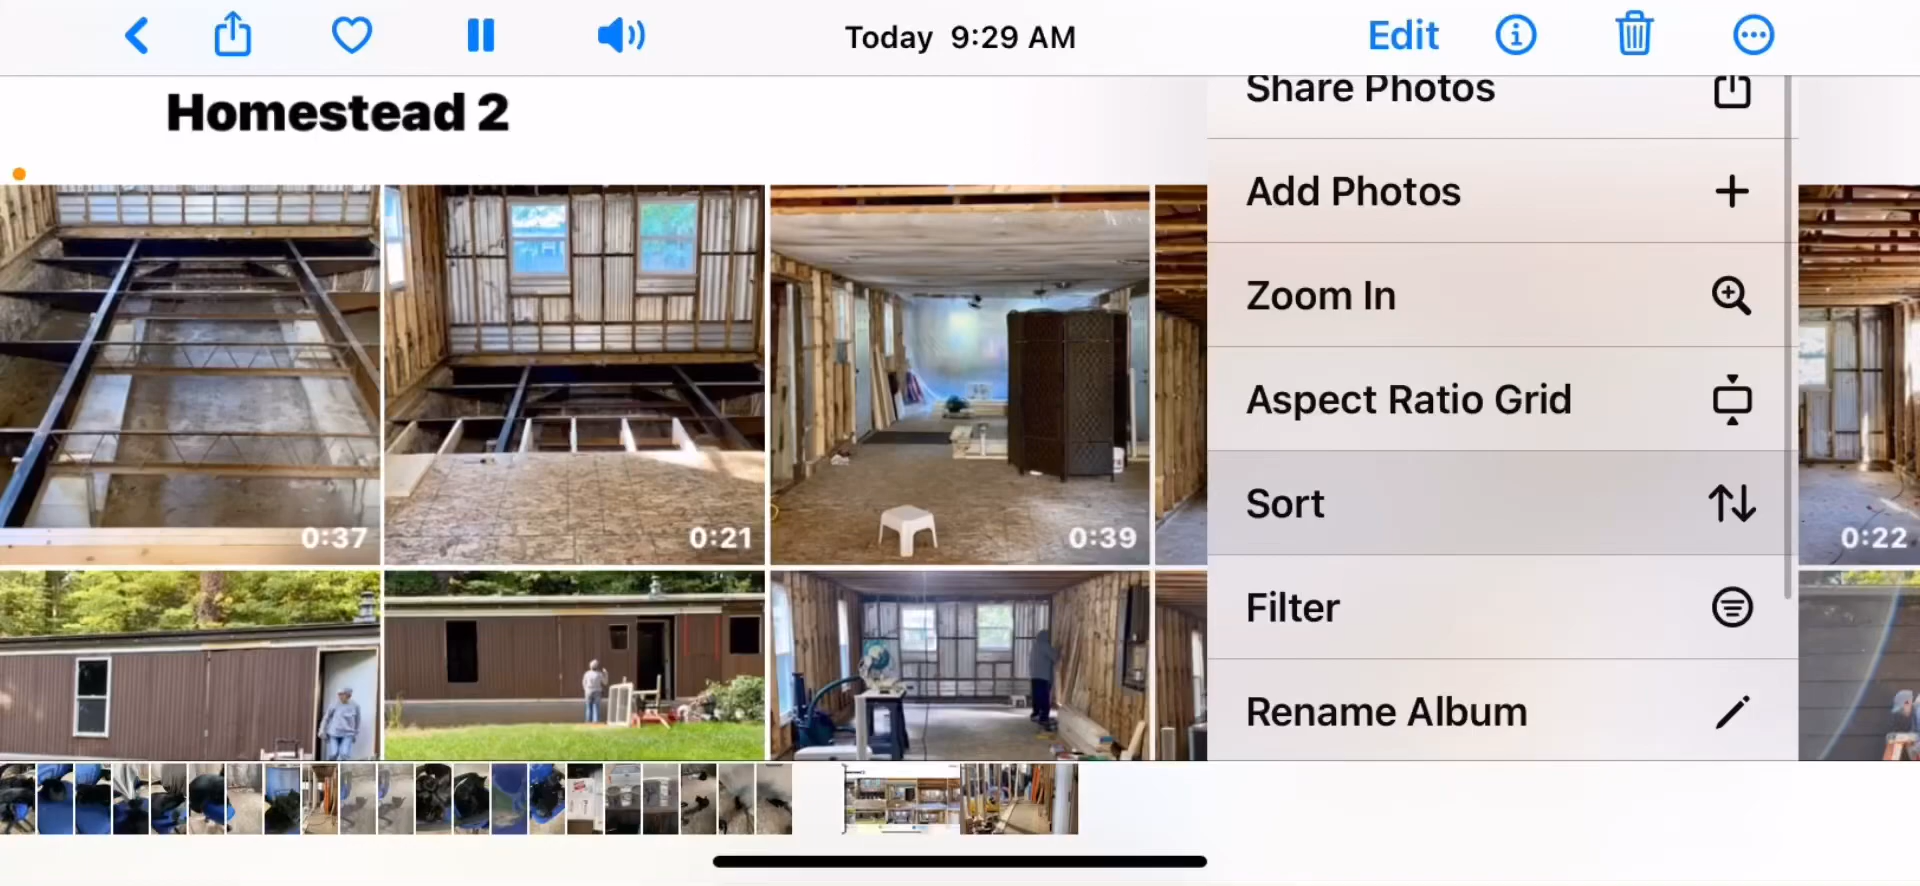 Today 9:29 AM
Edit
Homestead 2
Share Photos
Add Photos
Zoom In
Aspect Ratio Grid
Sort
Filter
Rename Album
0:37
0:21
0:39
0:22